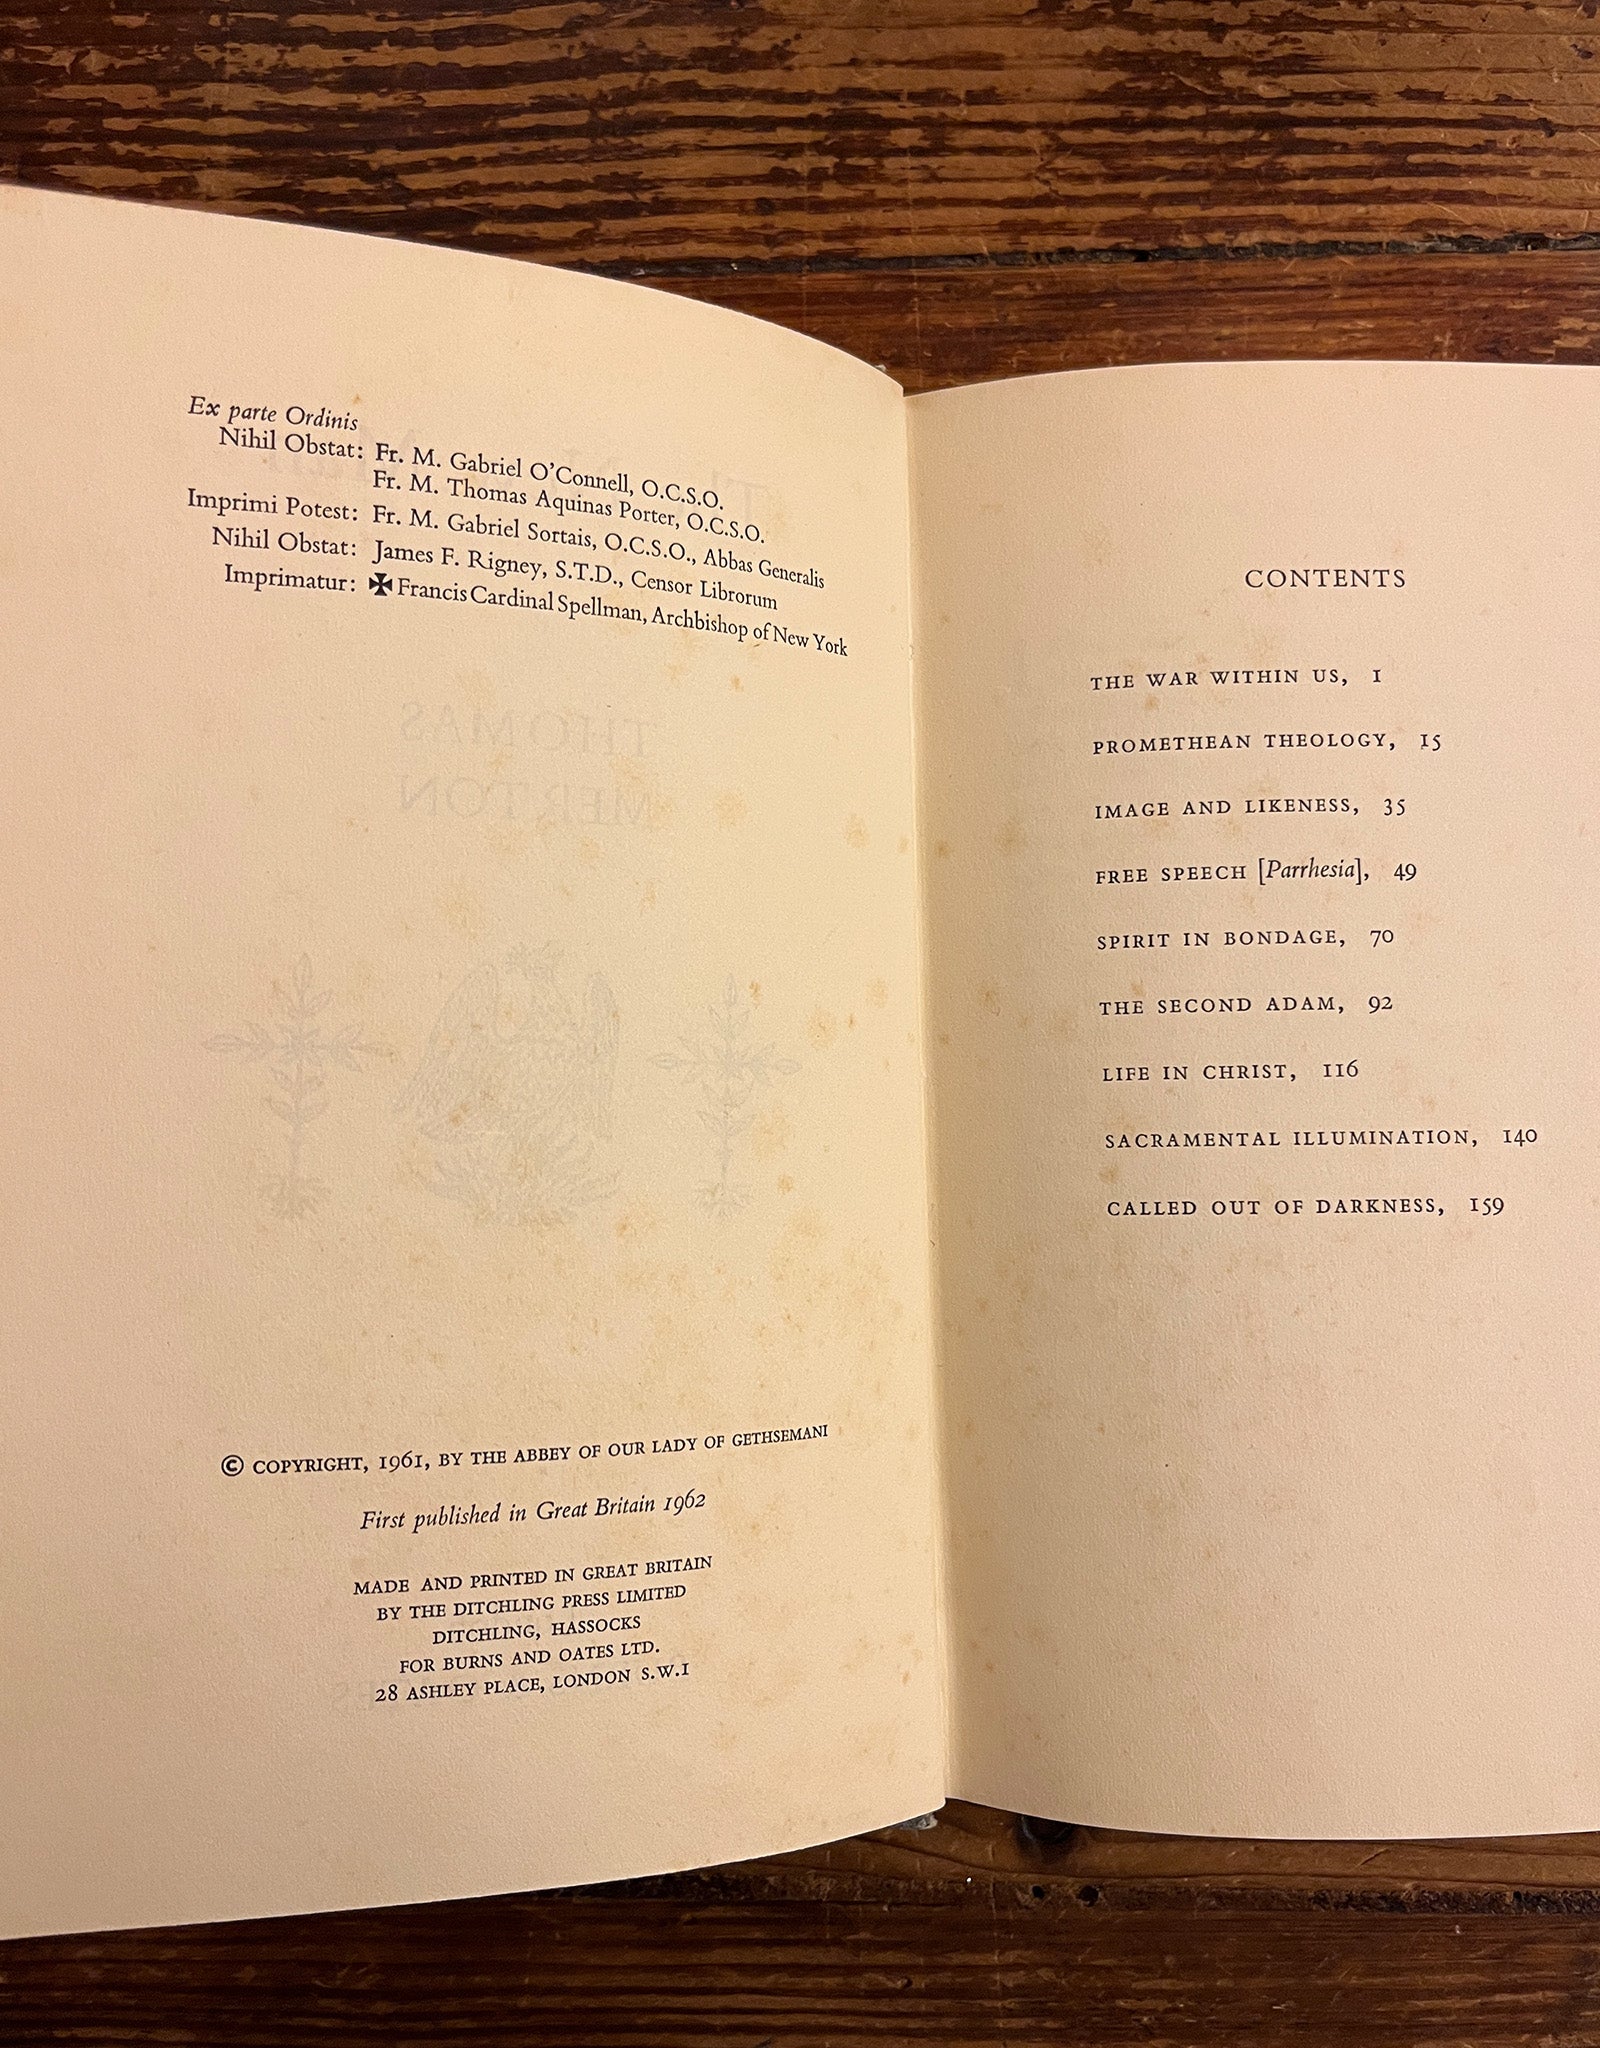 Ex parte Ordinis
Nihil Obstat: Fr. M. Gabriel O'Connell, O.C.S.O.
Fr. M. Thomas Aquinas Porter, O.C.S.O.
Imprimi Potest: Fr. M. Gabriel Sortais, O.C.S.O., Abbas Generalis
Nihil Obstat: James F. Rigney, S.T.D., Censor Librorum
Imprimatur: ✠ Francis Cardinal Spellman, Archbishop of New York
THOMAS
MERTON
© COPYRIGHT, 1961, BY THE ABBEY OF OUR LADY OF GETHSEMANI
First published in Great Britain 1962
MADE AND PRINTED IN GREAT BRITAIN
BY THE DITCHLING PRESS LIMITED
DITCHLING, HASSOCKS
FOR BURNS AND OATES LTD.
28 ASHLEY PLACE, LONDON S.W.1
CONTENTS
THE WAR WITHIN US, 1
PROMETHEAN THEOLOGY, 15
IMAGE AND LIKENESS, 35
FREE SPEECH [Parrhesia], 49
SPIRIT IN BONDAGE, 70
THE SECOND ADAM, 92
LIFE IN CHRIST, 116
SACRAMENTAL ILLUMINATION, 140
CALLED OUT OF DARKNESS, 159